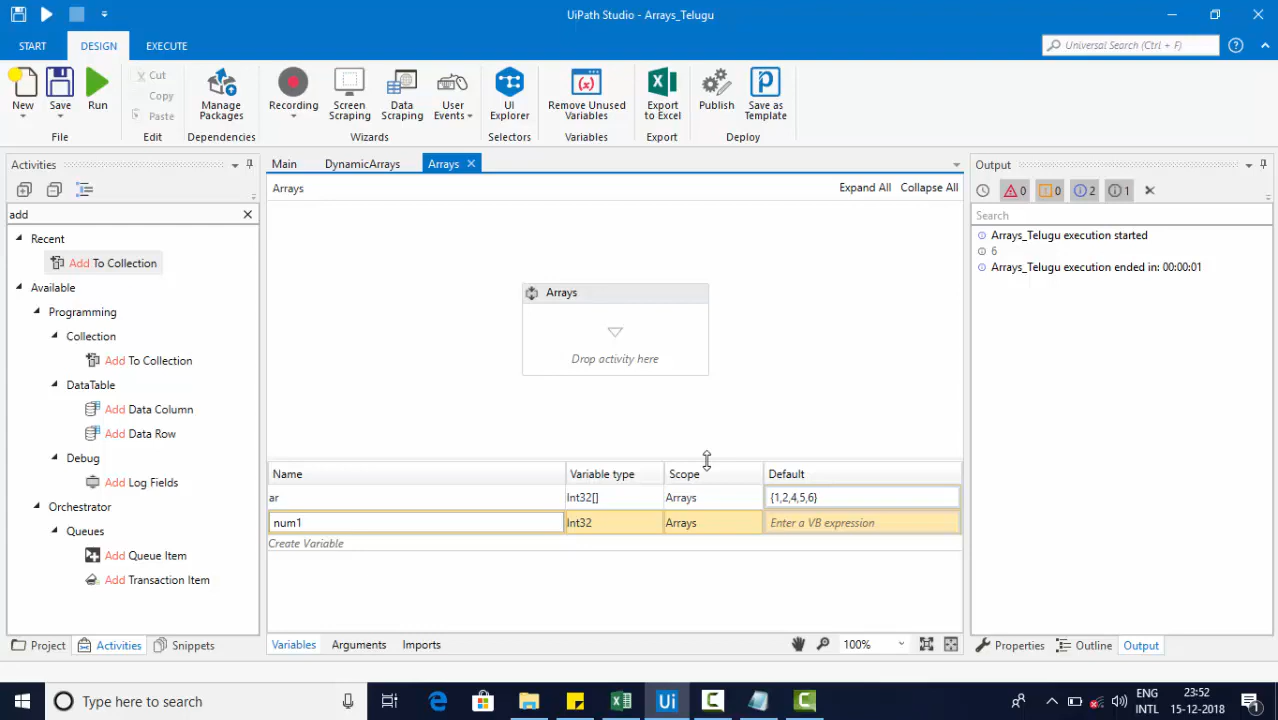 UiPath Studio - Arrays_Telugu
START
DESIGN
EXECUTE
Universal Search (Ctrl + F)
New
Save
Run
Cut
Copy
Paste
Manage Packages
Recording
Screen Scraping
Data Scraping
User Events
UI Explorer
Remove Unused Variables
Export to Excel
Publish
Save as Template
File
Edit
Dependencies
Wizards
Selectors
Variables
Export
Deploy
Activities
Main
DynamicArrays
Arrays
Output
Arrays
Expand All
Collapse All
0
0
2
1
add
Search
Recent
Add To Collection
Available
Programming
Collection
Add To Collection
DataTable
Add Data Column
Add Data Row
Debug
Add Log Fields
Orchestrator
Queues
Add Queue Item
Add Transaction Item
Arrays
Drop activity here
Arrays_Telugu execution started
6
Arrays_Telugu execution ended in: 00:00:01
Name
Variable type
Scope
Default
ar
Int32[]
Arrays
{1,2,4,5,6}
num1
Int32
Arrays
Enter a VB expression
Create Variable
Project
Activities
Snippets
Variables
Arguments
Imports
100%
Properties
Outline
Output
Type here to search
Ui
ENG
INTL
23:52
15-12-2018